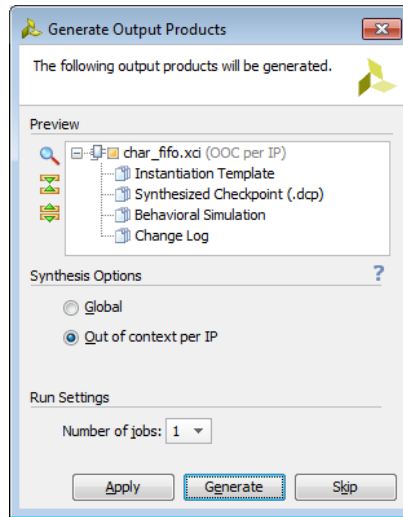 Generate Output Products
The following output products will be generated.
Preview
char_fifo.xci (OOC per IP)
Instantiation Template
Synthesized Checkpoint (.dcp)
Behavioral Simulation
Change Log
Synthesis Options
?
Global
Out of context per IP
Run Settings
Number of jobs: 1
Apply Generate Skip